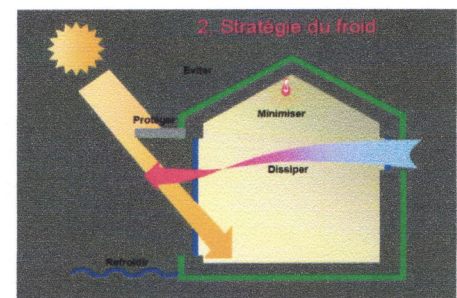 2. Stratégie du froid
Eviter
Minimiser
Protéger
Dissiper
Refroidir